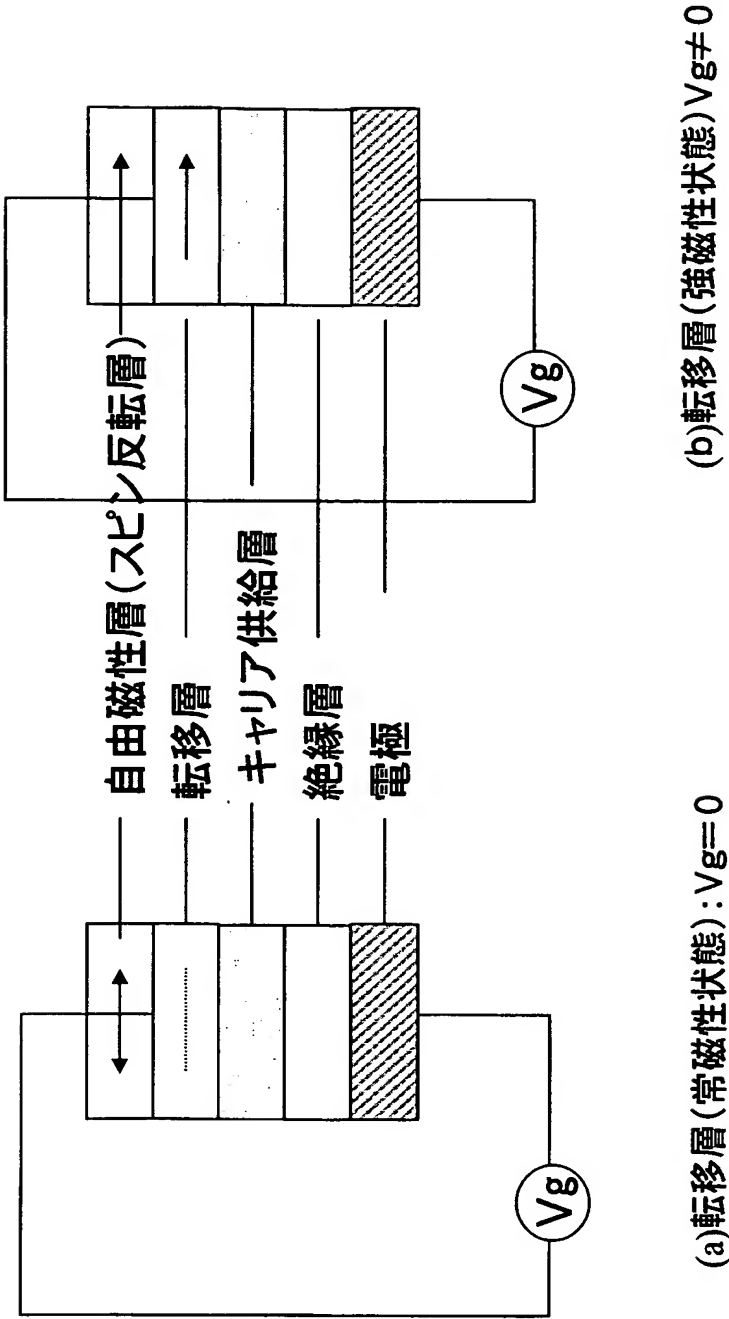 自由磁性層(スピン反転層)
転移層
キャリア供給層
絶縁層
電極
Vg
Vg
(a)転移層(常磁性状態):Vg=0
(b)転移層(強磁性状態)Vg≠0